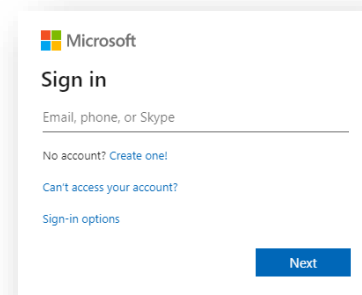 Microsoft
Sign in
Email, phone, or Skype
No account? Create one!
Can't access your account?
Sign-in options
Next